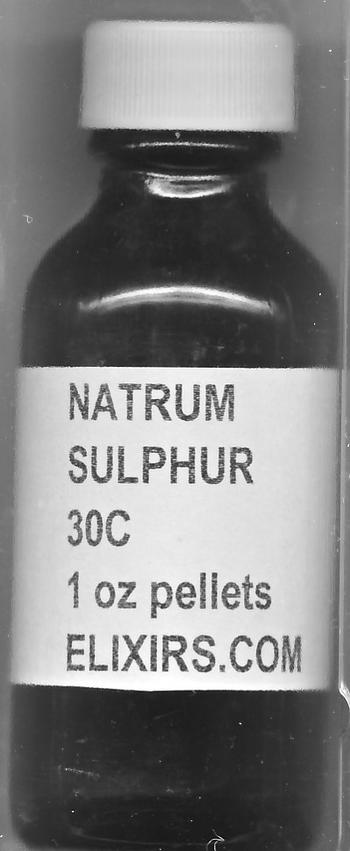 NATRUM
SULPHUR
30C
1 oz pellets
ELIXIRS.COM